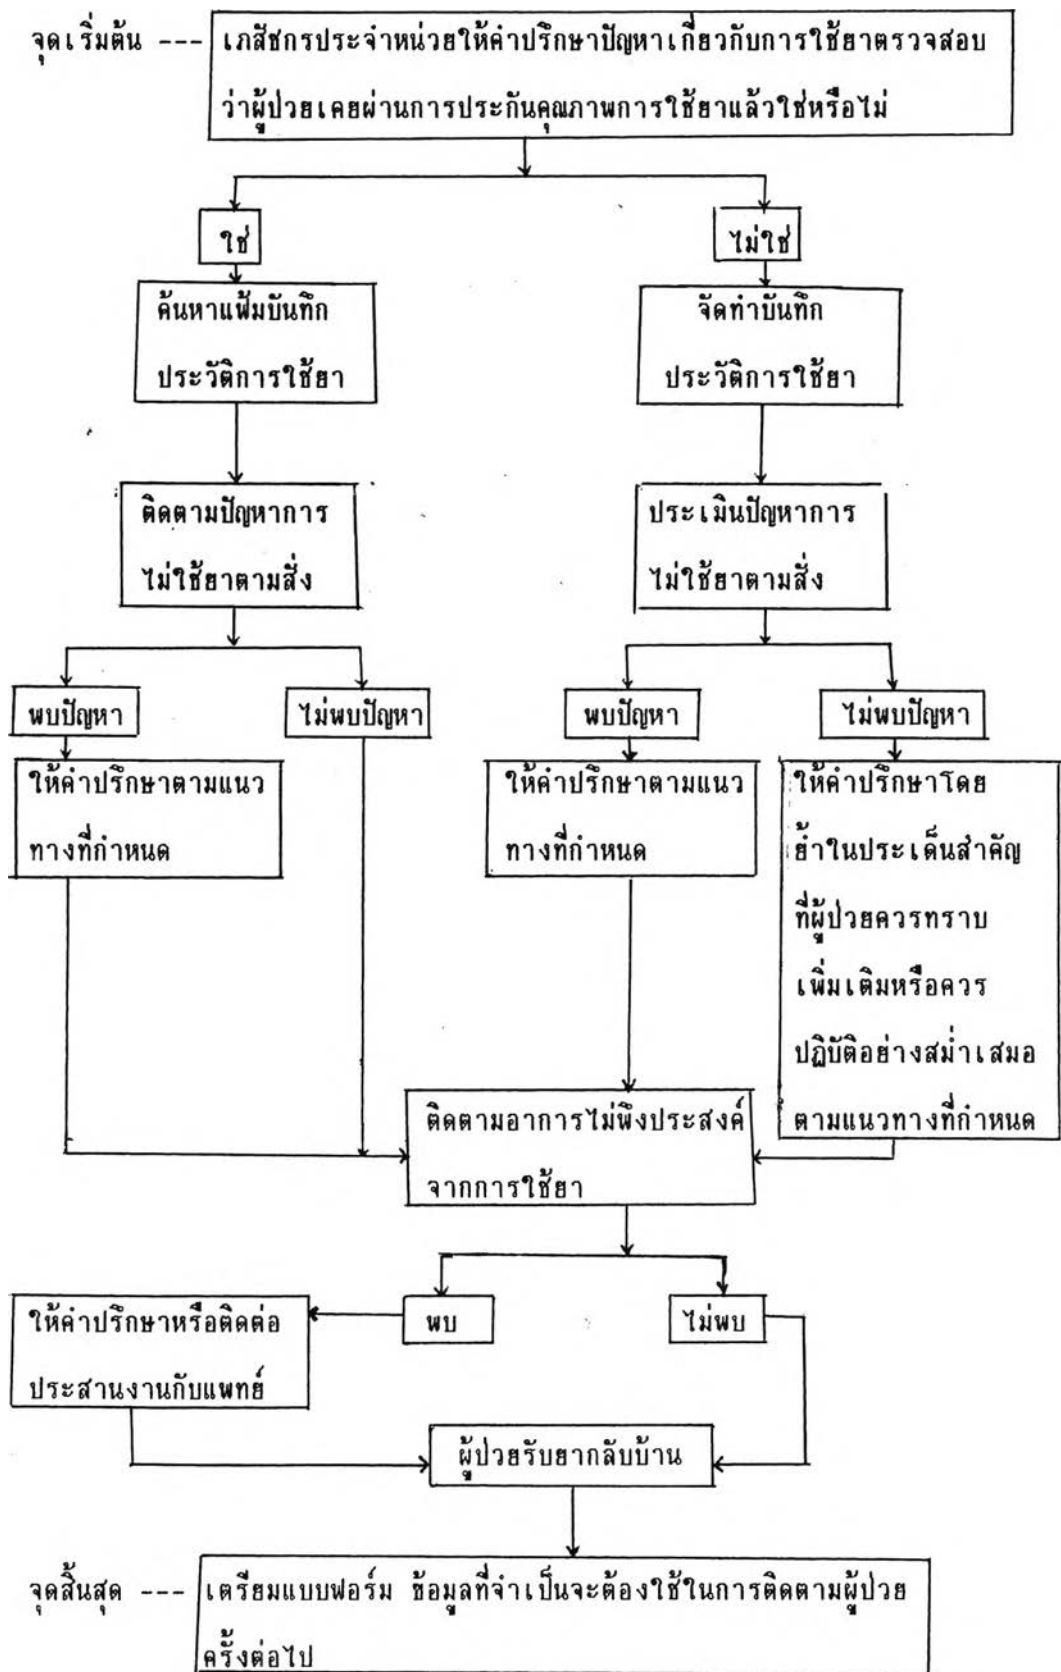 จุดเริ่มต้น --- เภสัชกรประจำหน่วยให้คำปรึกษาปัญหาเกี่ยวกับการใช้ยาตรวจสอบ
ว่าผู้ป่วยเคยผ่านการประกันคุณภาพการใช้ยาแล้วใช่หรือไม่
ใช่
ไม่ใช่
ค้นหาแฟ้มบันทึก
ประวัติการใช้ยา
จัดทำบันทึก
ประวัติการใช้ยา
ติดตามปัญหาการ
ไม่ใช้ยาตามสั่ง
ประเมินปัญหาการ
ไม่ใช้ยาตามสั่ง
พบปัญหา
ไม่พบปัญหา
พบปัญหา
ไม่พบปัญหา
ให้คำปรึกษาตามแนว
ทางที่กำหนด
ให้คำปรึกษาตามแนว
ทางที่กำหนด
ให้คำปรึกษาโดย
ย้ำในประเด็นสำคัญ
ที่ผู้ป่วยควรทราบ
เพิ่มเติมหรือควร
ปฏิบัติอย่างสม่ำเสมอ
ตามแนวทางที่กำหนด
ติดตามอาการไม่พึงประสงค์
จากการใช้ยา
พบ
ไม่พบ
ให้คำปรึกษาหรือติดต่อ
ประสานงานกับแพทย์
ผู้ป่วยรับยากลับบ้าน
จุดสิ้นสุด --- เตรียมแบบฟอร์ม ข้อมูลที่จำเป็นจะต้องใช้ในการติดตามผู้ป่วย
ครั้งต่อไป